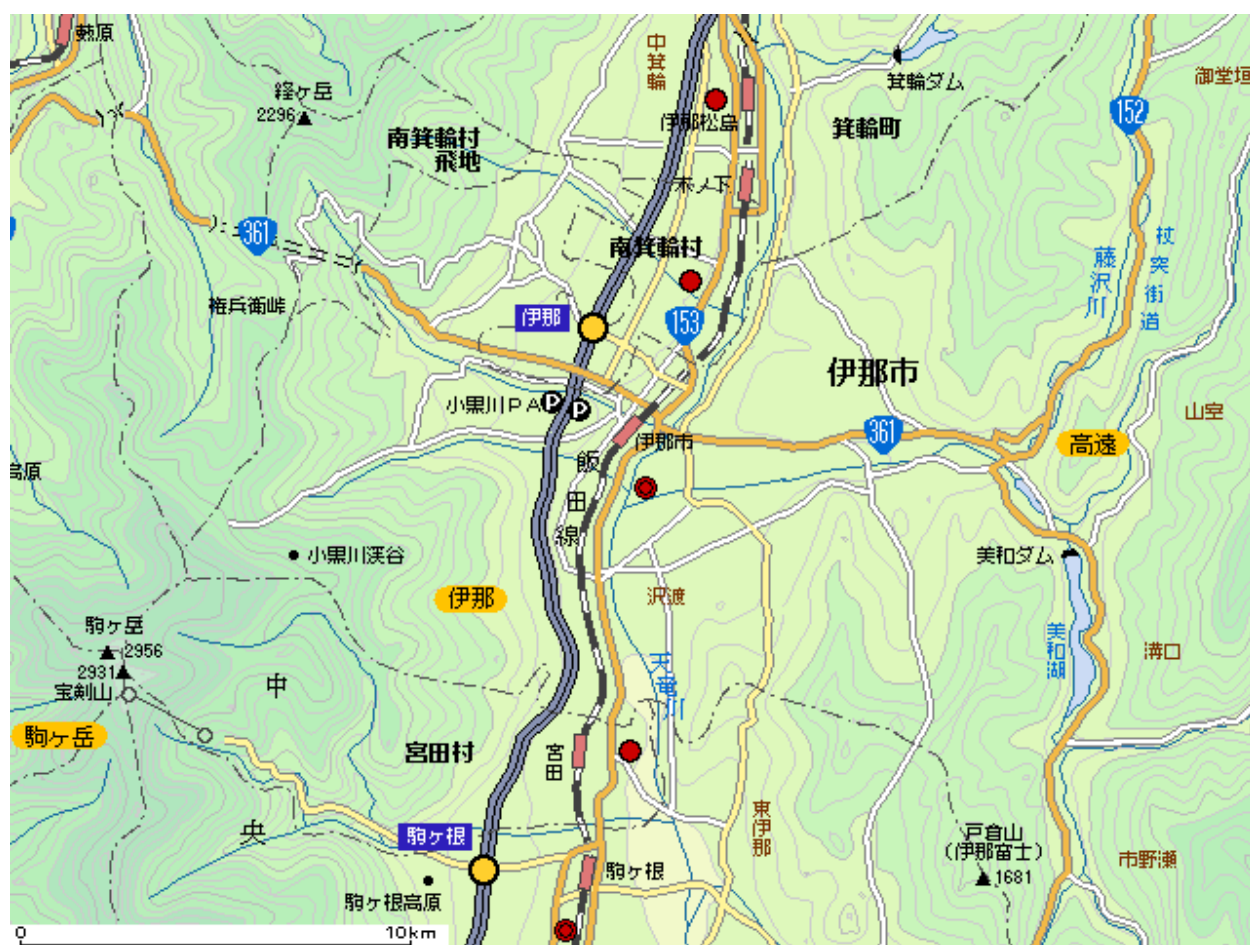 藪原
経ヶ岳
2296
南箕輪村
飛地
中箕輪
伊那松島
箕輪ダム
箕輪町
152
御堂垣
木ノ下
361
南箕輪村
藤沢川
杖突街道
権兵衛峠
伊那
153
伊那市
小黒川PA
伊那市
361
高遠
山室
高原
飯田線
小黒川渓谷
美和ダム
伊那
沢渡
駒ヶ岳
2956
2931
宝剣山
中
天竜川
美和湖
溝口
駒ヶ岳
宮田村
宮田
央
駒ヶ根
東伊那
戸倉山
(伊那富士)
1681
市野瀬
駒ヶ根
駒ヶ根高原
0
10km